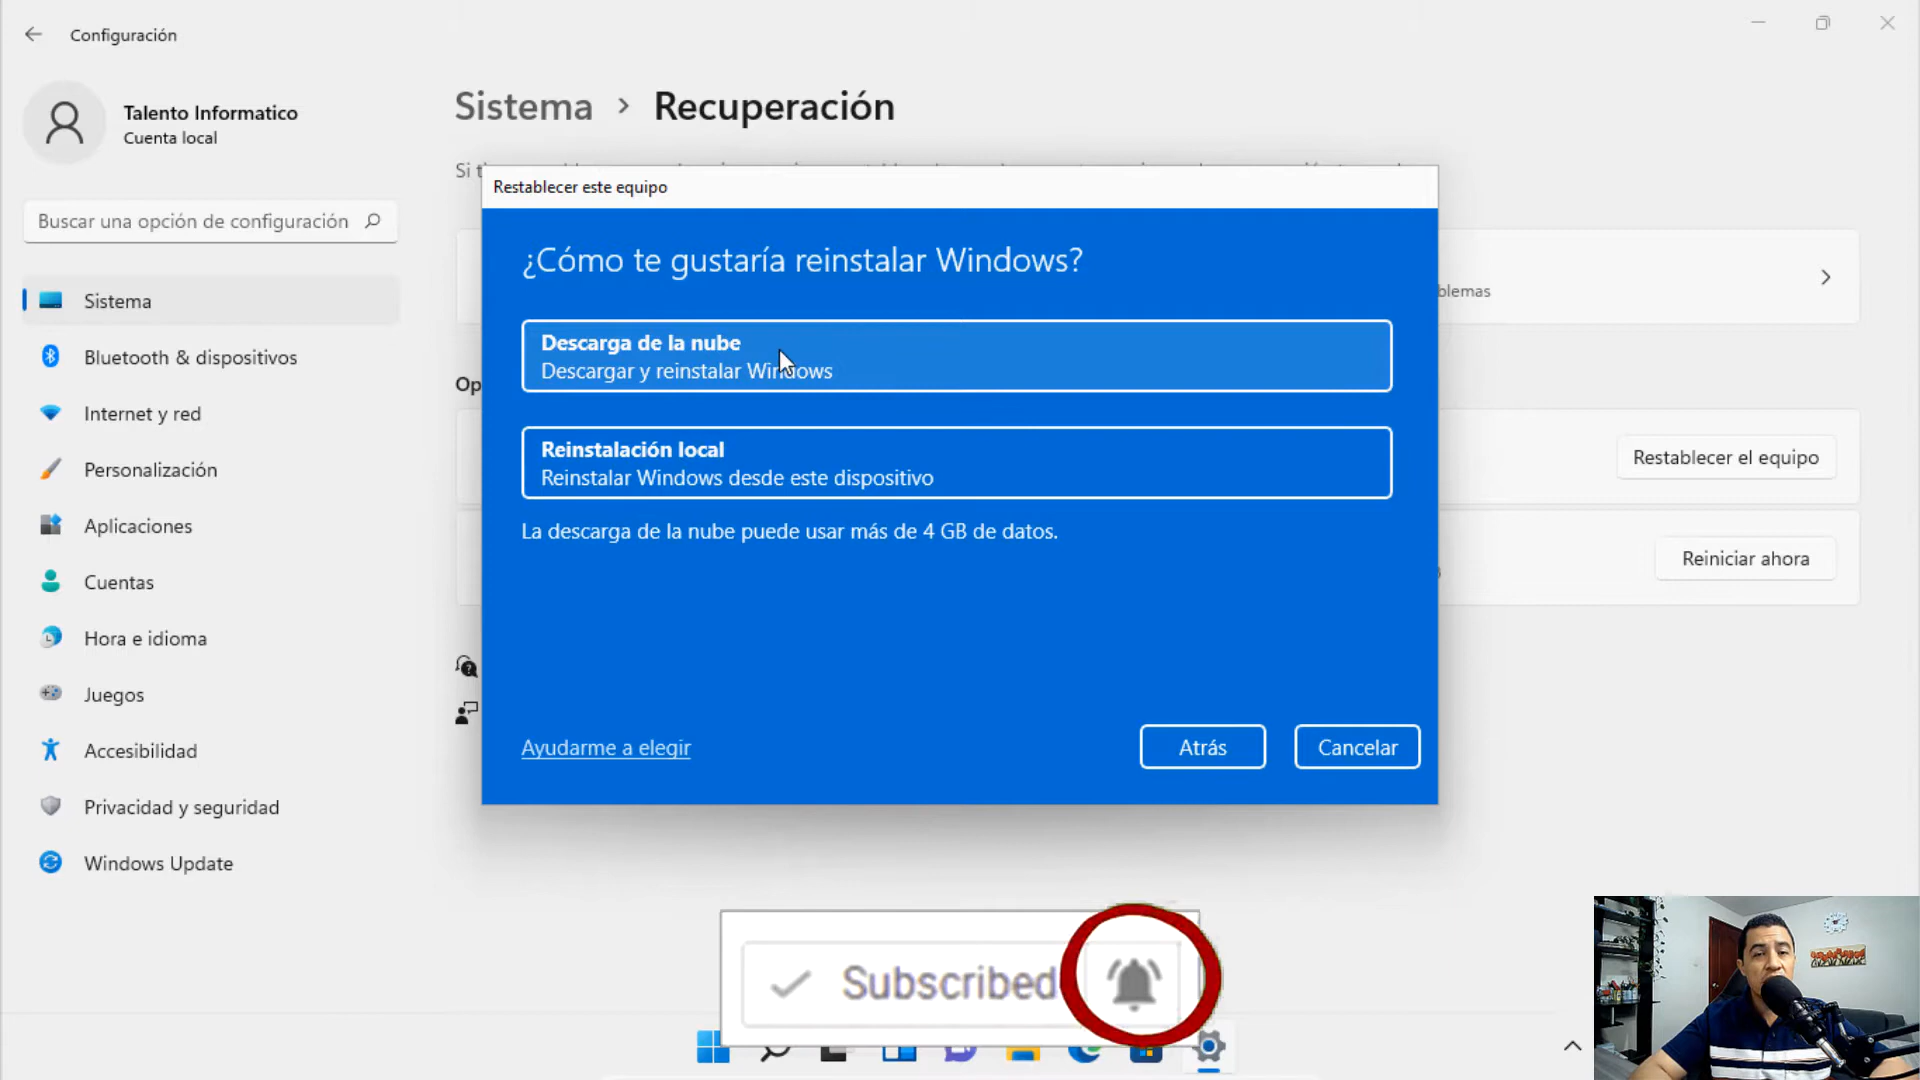 Configuración
Talento Informatico
Cuenta local
Buscar una opción de configuración
Sistema
Bluetooth & dispositivos
Internet y red
Personalización
Aplicaciones
Cuentas
Hora e idioma
Juegos
Accesibilidad
Privacidad y seguridad
Windows Update
Sistema > Recuperación
Si
Restablecer este equipo
¿Cómo te gustaría reinstalar Windows?
Descarga de la nube
Descargar y reinstalar Windows
Reinstalación local
Reinstalar Windows desde este dispositivo
La descarga de la nube puede usar más de 4 GB de datos.
Ayudarme a elegir
Atrás
Cancelar
blemas
Op
Restablecer el equipo
Reiniciar ahora
Subscribed